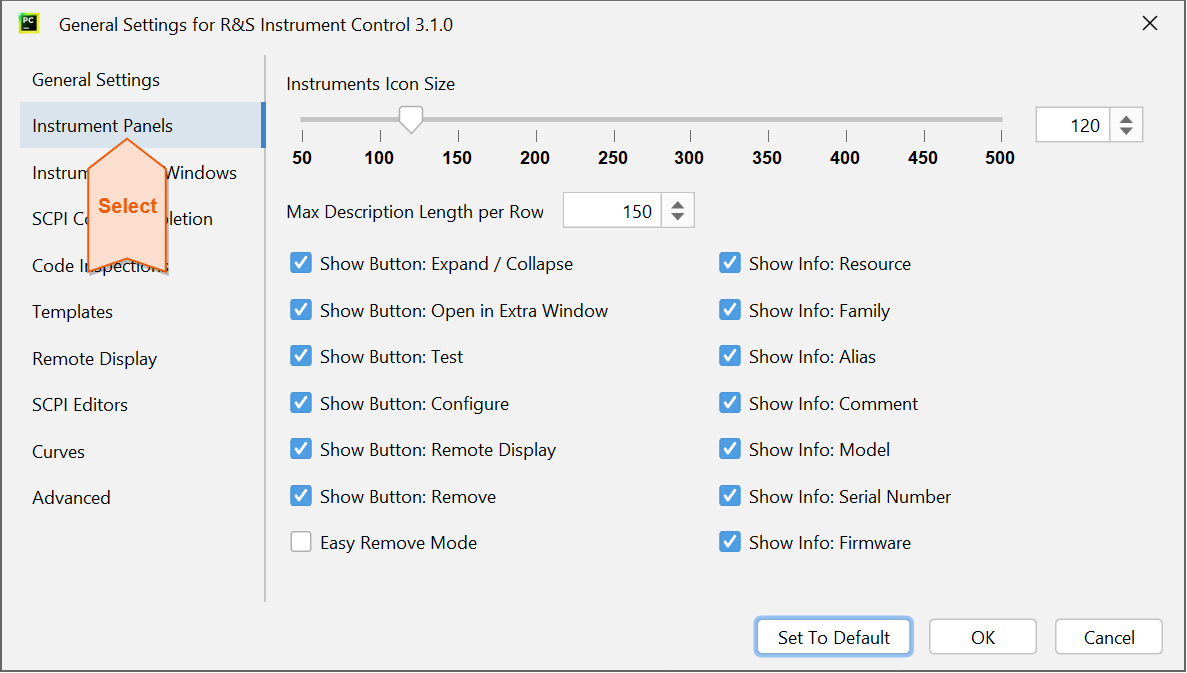 PC
General Settings for R&S Instrument Control 3.1.0
General Settings
Instrument Panels
Instrum Windows
SCPI Co letion
Code Inspections
Templates
Remote Display
SCPI Editors
Curves
Advanced
Select
Instruments Icon Size
120
50 100 150 200 250 300 350 400 450 500
Max Description Length per Row 150
Show Button: Expand / Collapse
Show Button: Open in Extra Window
Show Button: Test
Show Button: Configure
Show Button: Remote Display
Show Button: Remove
Easy Remove Mode
Show Info: Resource
Show Info: Family
Show Info: Alias
Show Info: Comment
Show Info: Model
Show Info: Serial Number
Show Info: Firmware
Set To Default
OK
Cancel